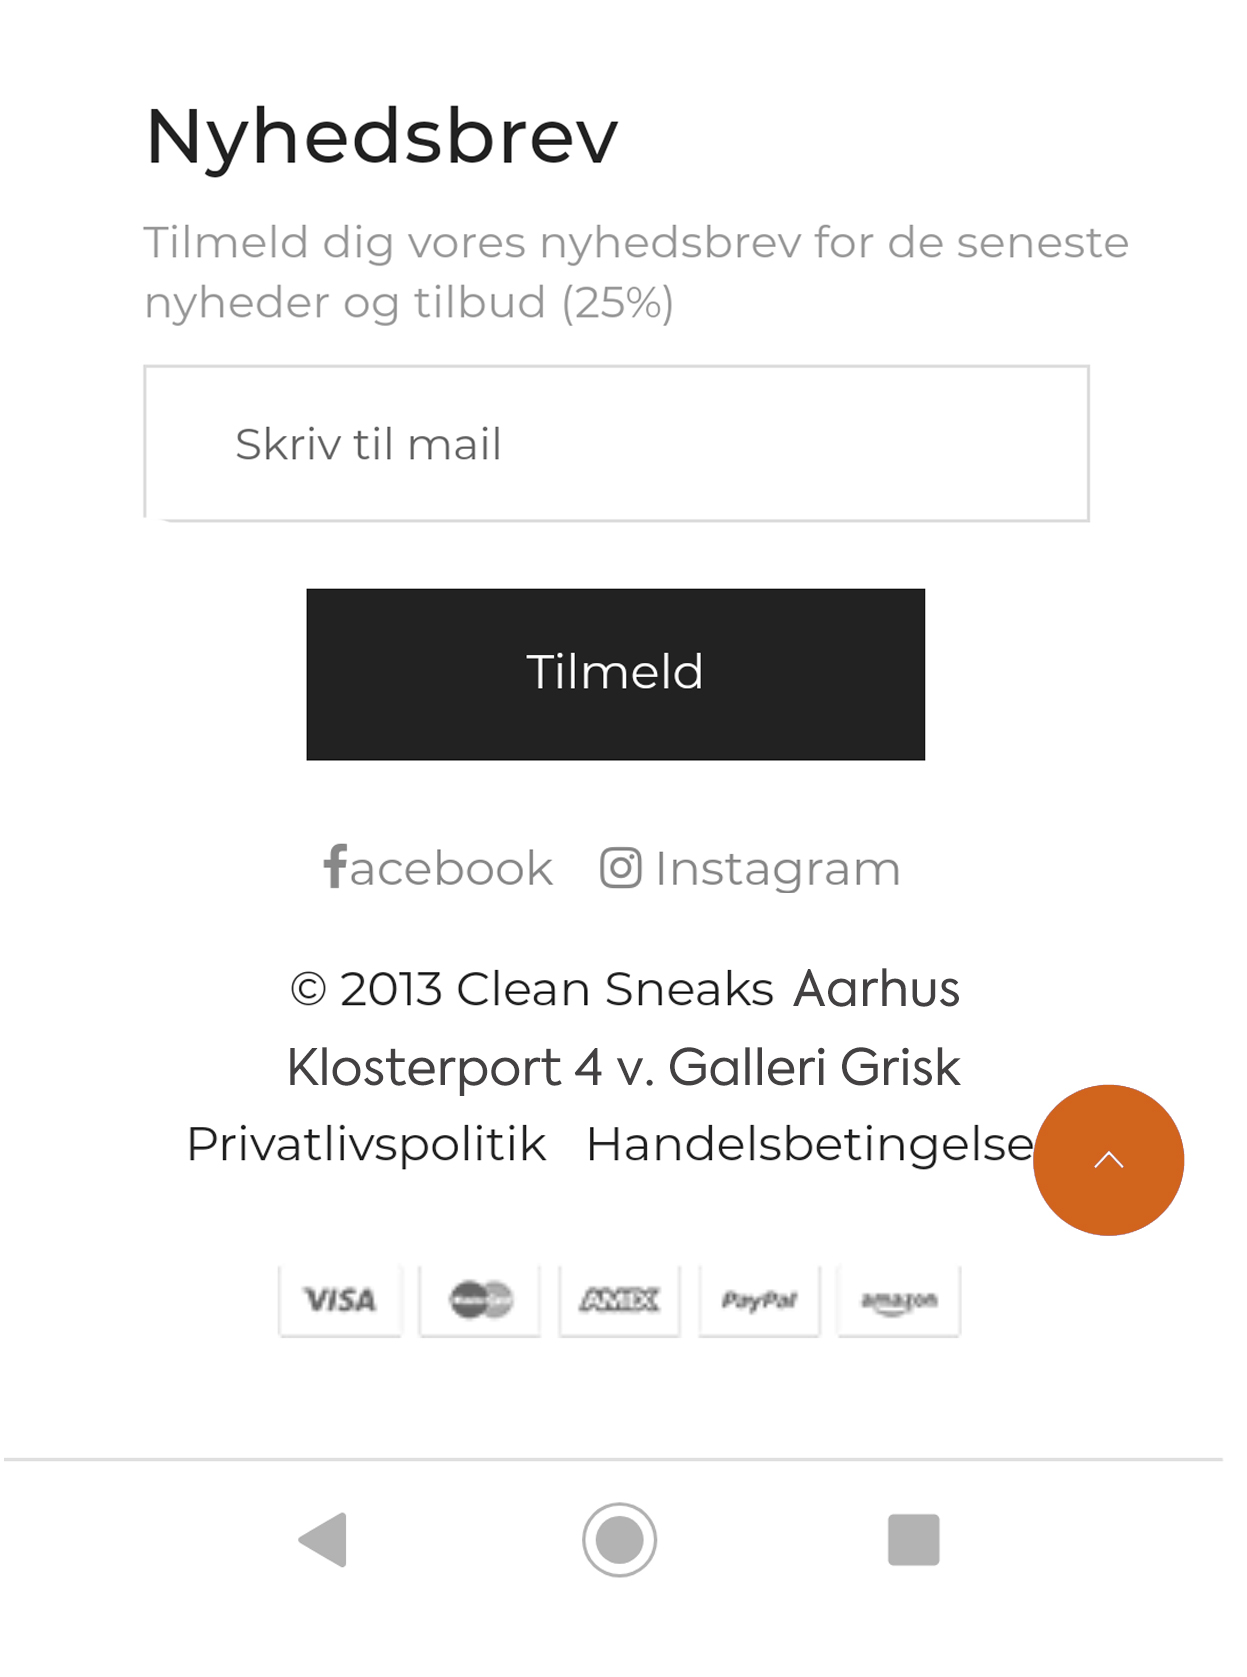 Nyhedsbrev
Tilmeld dig vores nyhedsbrev for de seneste
nyheder og tilbud (25%)
Skriv til mail
Tilmeld
facebook Instagram
© 2013 Clean Sneaks Aarhus
Klosterport 4 v. Galleri Grisk
Privatlivspolitik Handelsbetingelse
VISA PayPal amazon